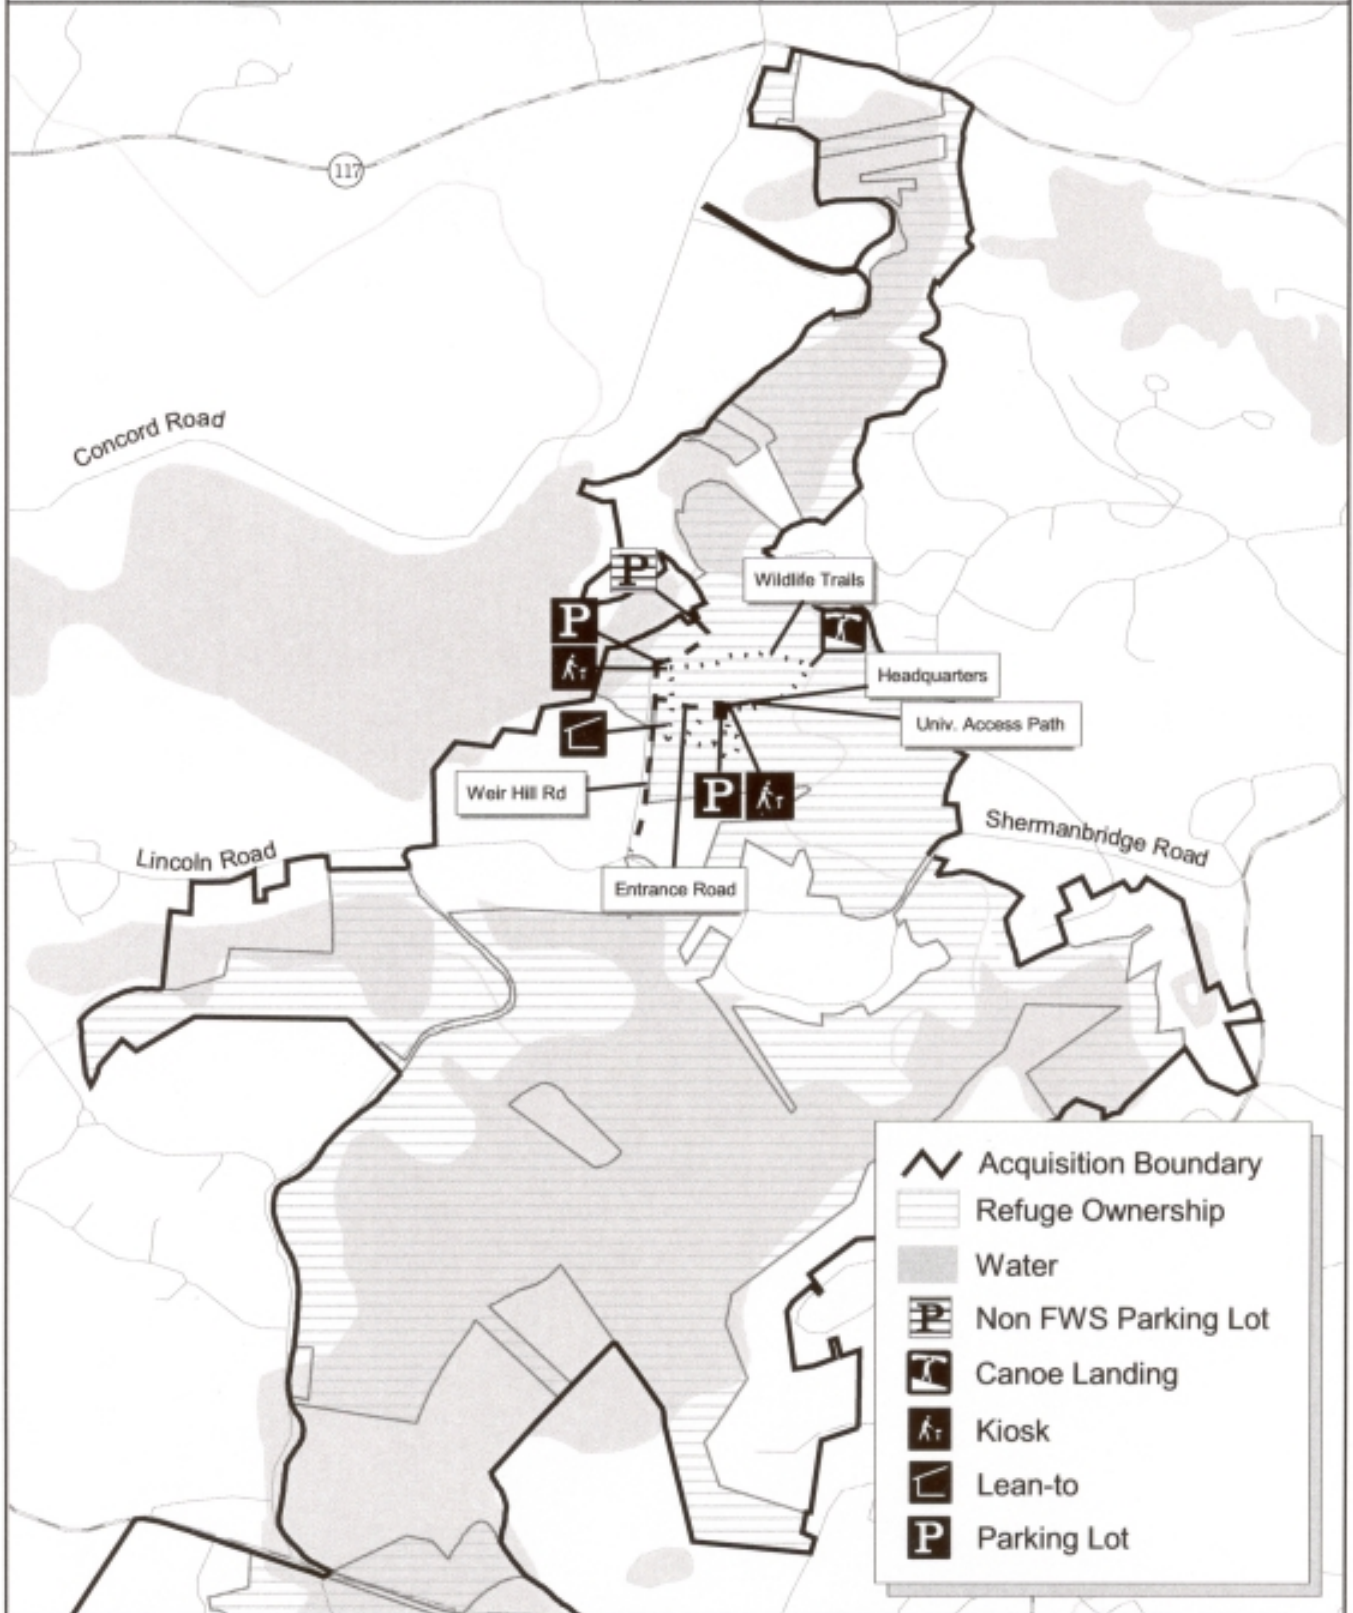 117
Concord Road
P
Wildlife Trails
P
Headquarters
Univ. Access Path
Weir Hill Rd
P
Shermanbridge Road
Lincoln Road
Entrance Road
Acquisition Boundary
Refuge Ownership
Water
P Non FWS Parking Lot
Canoe Landing
Kiosk
Lean-to
P Parking Lot